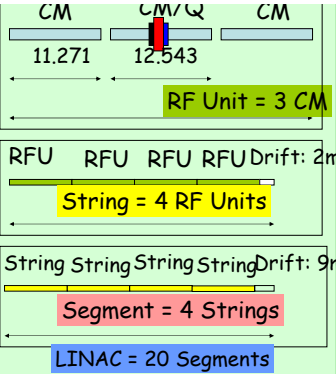 CM CM/Q CM
11.271 12.543
RF Unit = 3 CM
RFU RFU RFU RFU Drift: 2m
String = 4 RF Units
String String String String Drift: 9m
Segment = 4 Strings
LINAC = 20 Segments